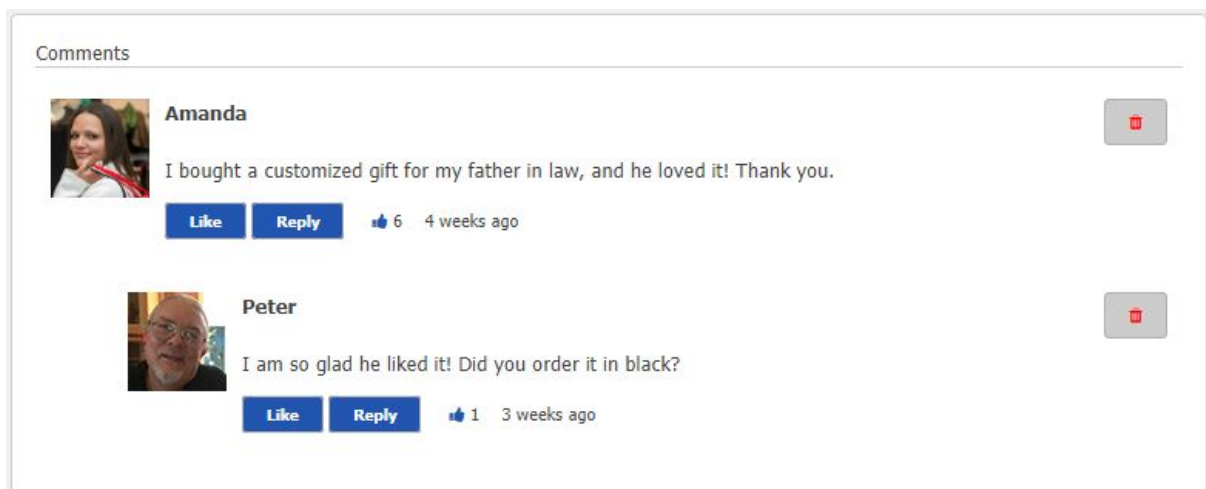 Comments
Amanda
I bought a customized gift for my father in law, and he loved it! Thank you.
Like Reply 6 4 weeks ago
Peter
I am so glad he liked it! Did you order it in black?
Like Reply 1 3 weeks ago